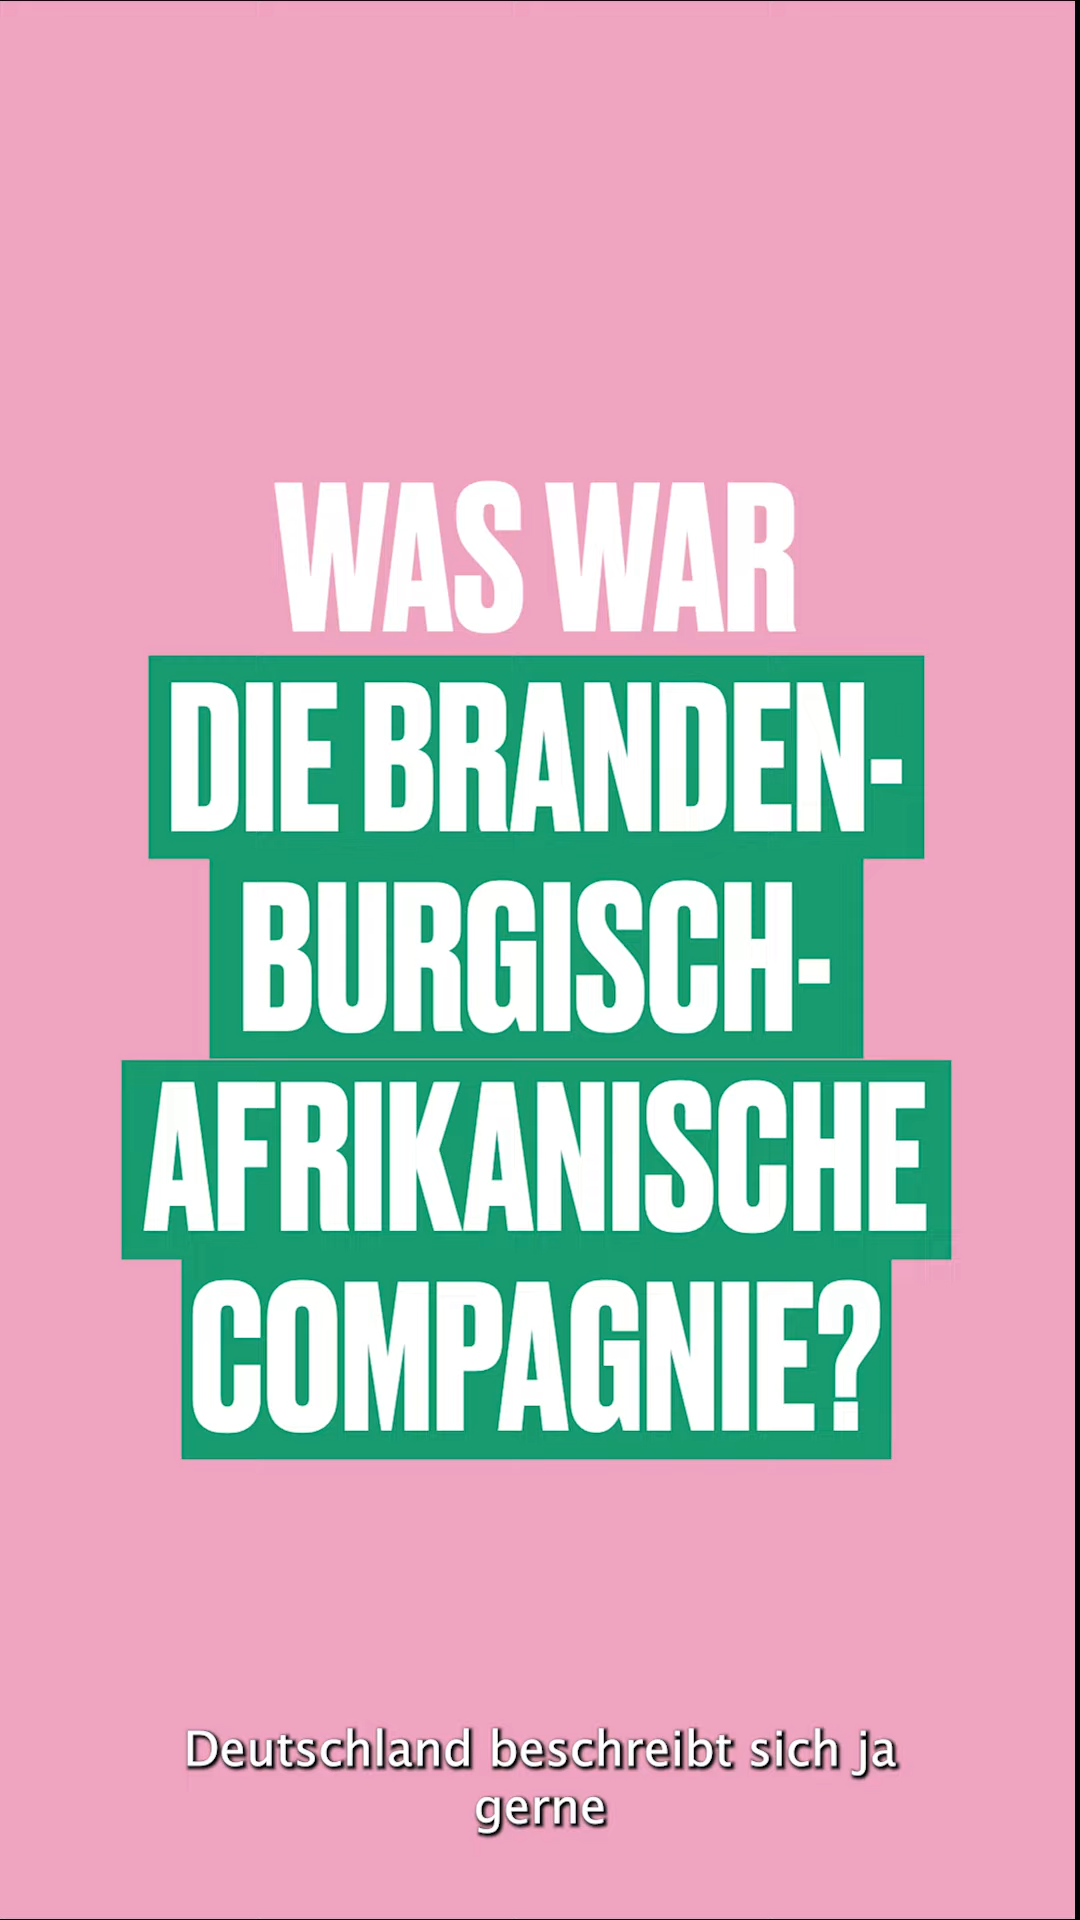 WAS WAR
DIE BRANDEN-
BURGISCH-
AFRIKANISCHE
COMPAGNIE?
Deutschland beschreibt sich ja
gerne